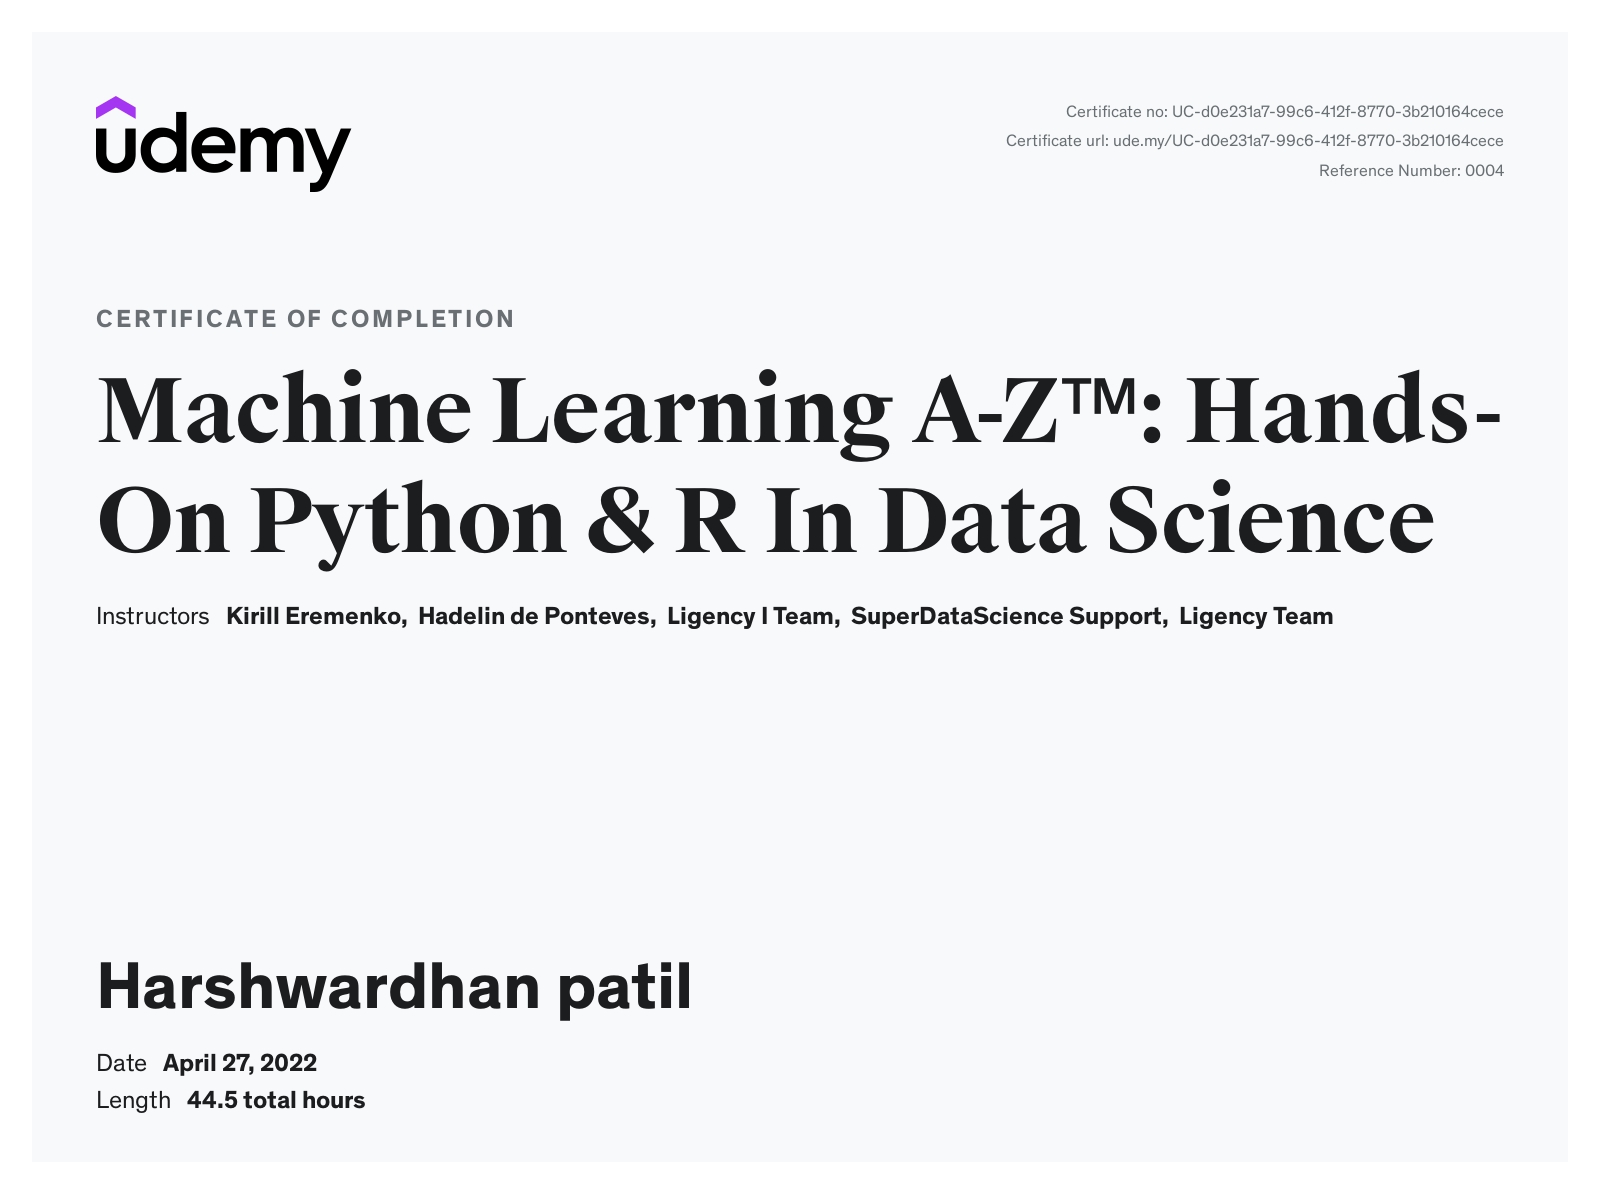 udemy
Certificate no: UC-d0e231a7-99c6-412f-8770-3b210164cece
Certificate url: ude.my/UC-d0e231a7-99c6-412f-8770-3b210164cece
Reference Number: 0004
CERTIFICATE OF COMPLETION
Machine Learning A-Z™: Hands-
On Python & R In Data Science
Instructors Kirill Eremenko, Hadelin de Ponteves, Ligency I Team, SuperDataScience Support, Ligency Team
Harshwardhan patil
Date April 27, 2022
Length 44.5 total hours